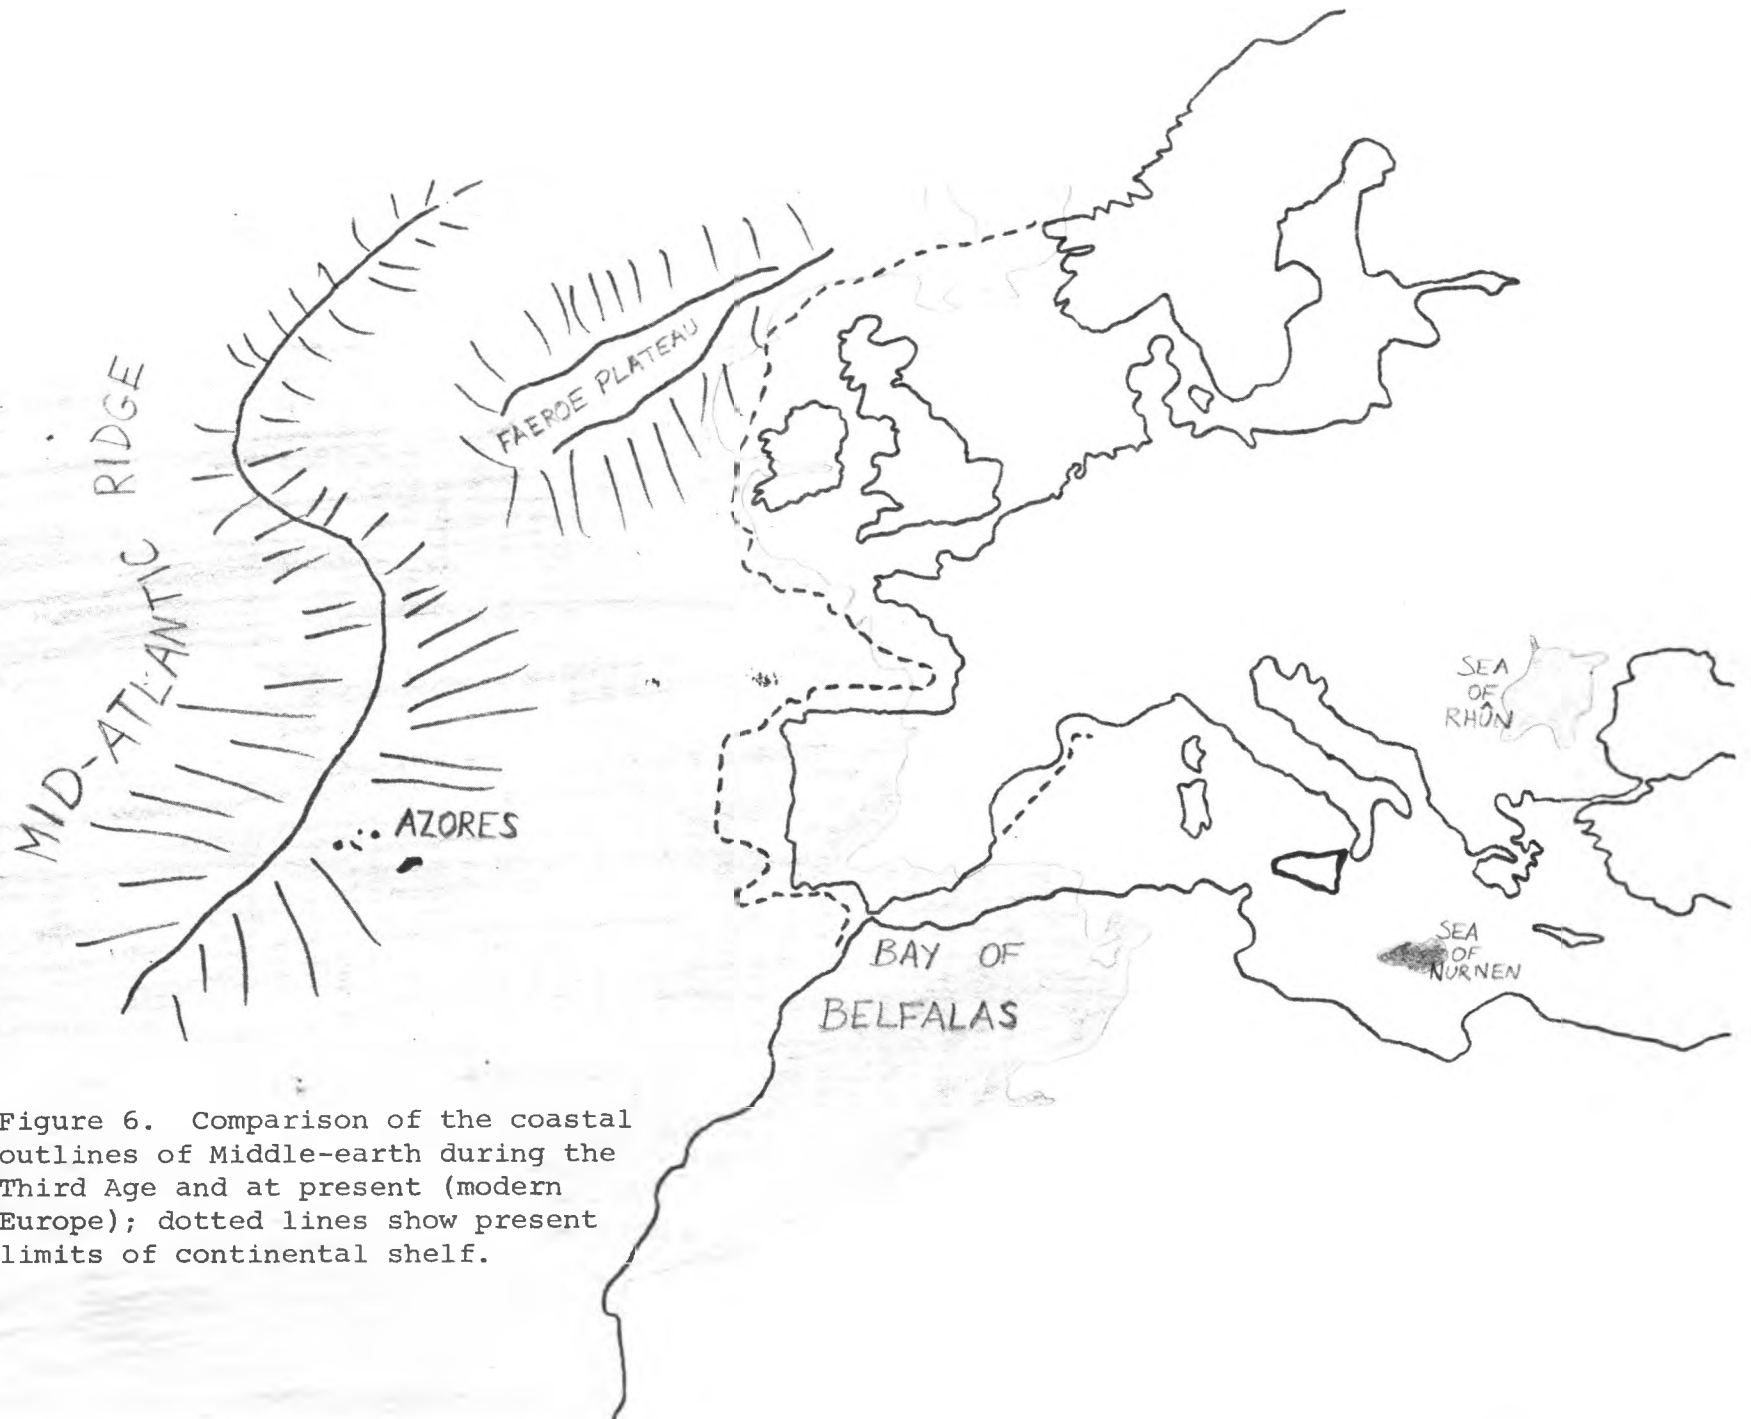 RIDGE
MID-ATLANTIC
FAEROE PLATEAU
AZORES
SEA
OF
RHÛN
SEA
OF
NURNEN
BAY OF
BELFALAS
Figure 6. Comparison of the coastal
outlines of Middle-earth during the
Third Age and at present (modern
Europe); dotted lines show present
limits of continental shelf.